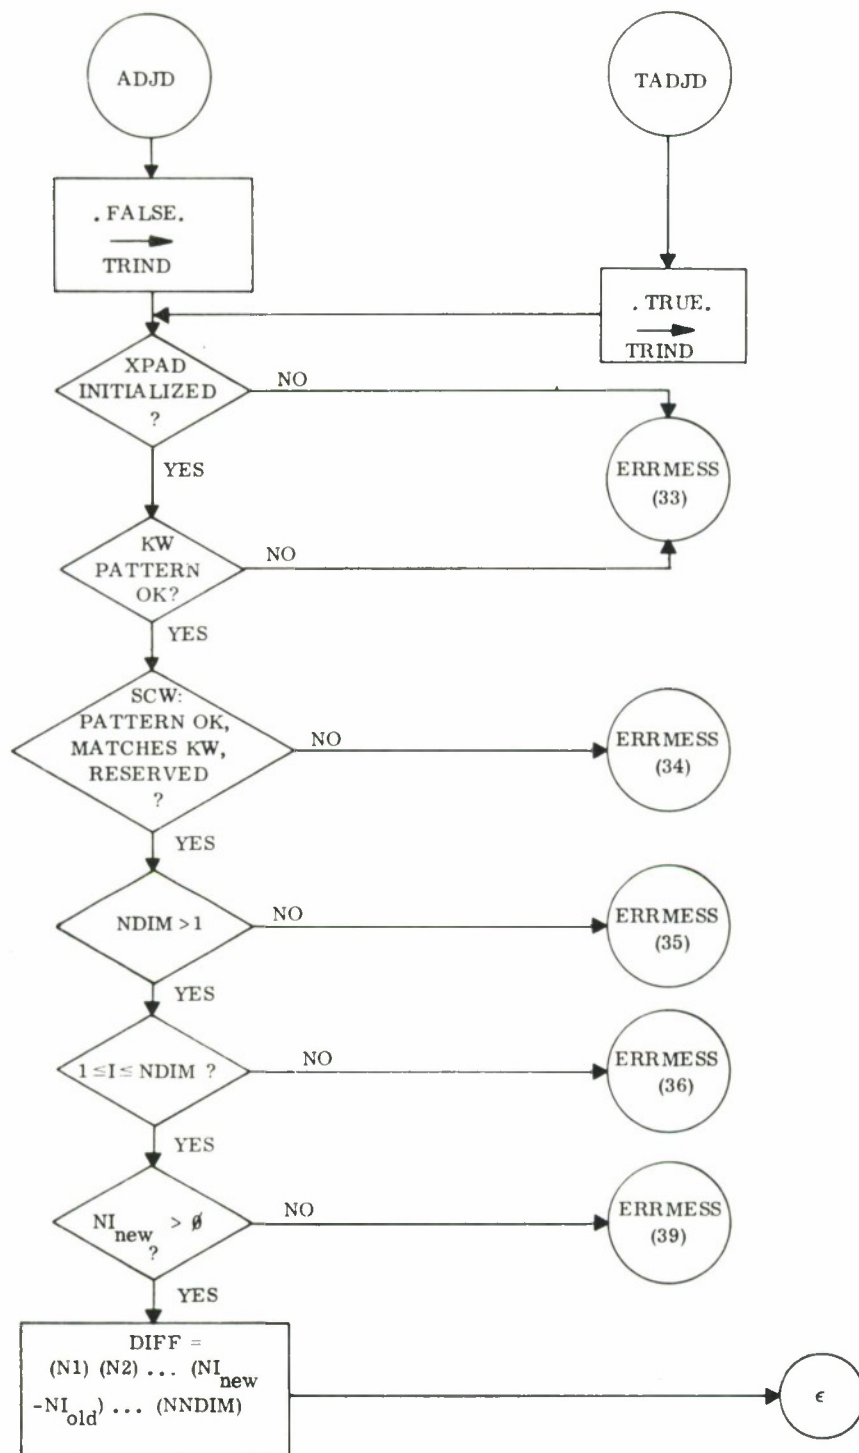 ADJD
TADJD
. FALSE.
TRIND
. TRUE.
TRIND
XPAD
INITIALIZED
?
NO
YES
ERRMESS
(33)
KW
PATTERN
OK?
NO
YES
SCW:
PATTERN OK,
MATCHES KW,
RESERVED
?
NO
ERRMESS
(34)
YES
NDIM > 1
NO
ERRMESS
(35)
YES
1 ≤ I ≤ NDIM ?
NO
ERRMESS
(36)
YES
NI new > ∅
?
NO
ERRMESS
(39)
YES
DIFF =
(N1) (N2) ... (NI new
-NI old) ... (NNDIM)
ϵ